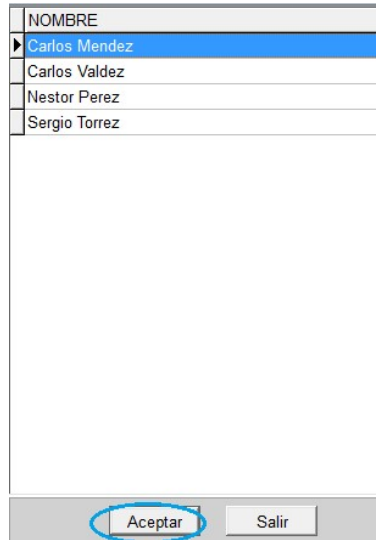 NOMBRE
Carlos Mendez
Carlos Valdez
Nestor Perez
Sergio Torrez
Aceptar Salir